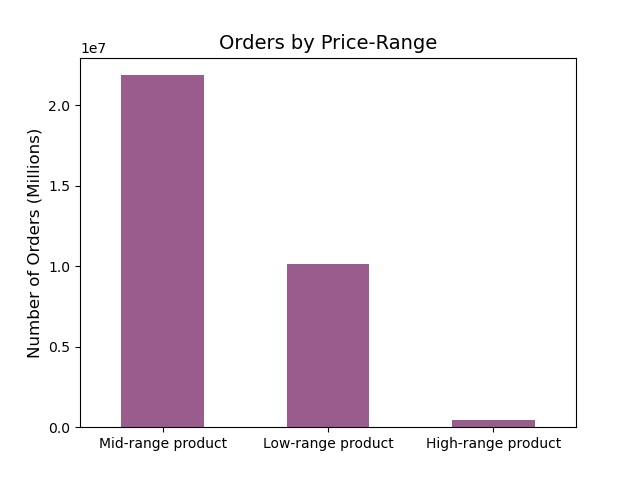 Orders by Price-Range
1e7
Number of Orders (Millions)
2.0
1.5
1.0
0.5
0.0
Mid-range product
Low-range product
High-range product